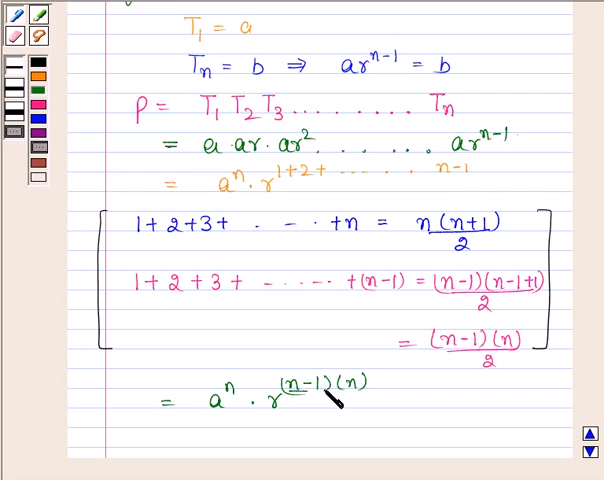 T₁ = a
Tₙ = b ⇒ arⁿ⁻¹ = b
P = T₁ T₂ T₃ . . . . . . . . Tₙ
= a · ar · ar² . . . . . . arⁿ⁻¹
= aⁿ · r¹⁺²⁺ ······ ⁿ⁻¹
1 + 2 + 3 + . - · · + n = n(n+1)/2
1 + 2 + 3 + . . . . . . + (n-1) = (n-1)(n-1+1)/2
= (n-1)(n)/2
= aⁿ · r⁽ⁿ⁻¹⁾⁽ⁿ⁾